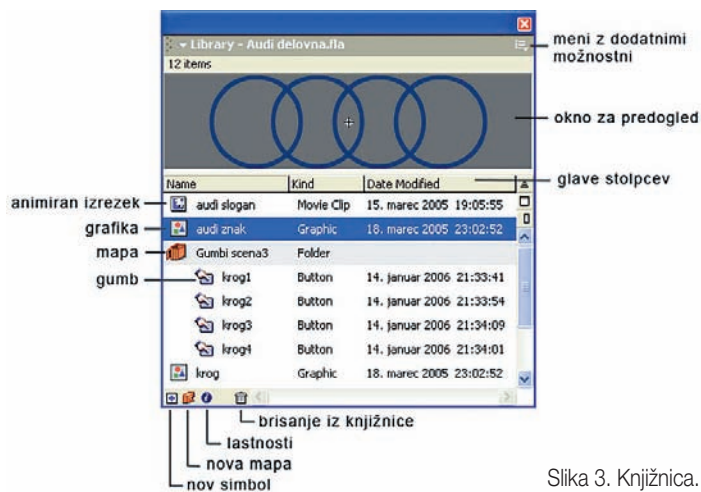 Library - Audi delovna.fla
meni z dodatnimi
možnostni
12 items
okno za predogled
glave stolpcev
Name Kind Date Modified
animiran izrezek
audi slogan Movie Clip 15. marec 2005 19:05:55
grafika
audi znak Graphic 18. marec 2005 23:02:52
mapa
Gumbi scena3 Folder
gumb
krog1 Button 14. januar 2006 21:33:41
krog2 Button 14. januar 2006 21:33:54
krog3 Button 14. januar 2006 21:34:09
krog4 Button 14. januar 2006 21:34:01
krog Graphic 18. marec 2005 23:02:52
brisanje iz knjižnice
lastnosti
nova mapa
nov simbol
Slika 3. Knjižnica.